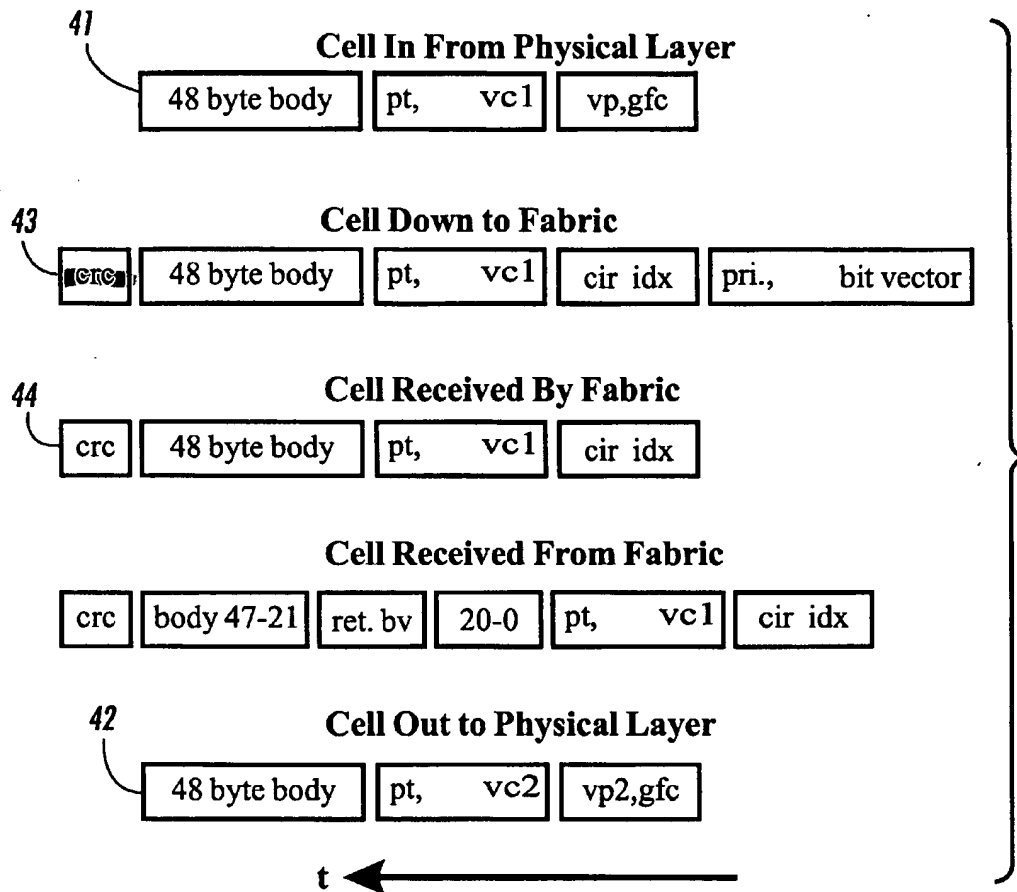 41
Cell In From Physical Layer
48 byte body pt, vc1 vp,gfc
43
Cell Down to Fabric
crc 48 byte body pt, vc1 cir idx pri., bit vector
44
Cell Received By Fabric
crc 48 byte body pt, vc1 cir idx
Cell Received From Fabric
crc body 47-21 ret. bv 20-0 pt, vc1 cir idx
42
Cell Out to Physical Layer
48 byte body pt, vc2 vp2,gfc
t